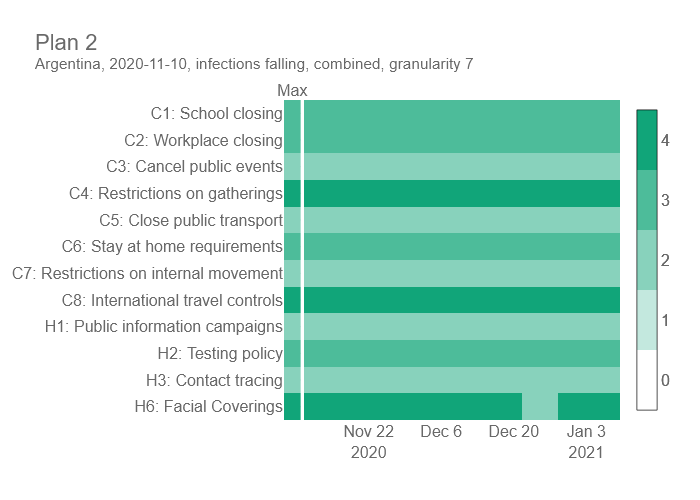 Plan 2
Argentina, 2020-11-10, infections falling, combined, granularity 7
Max
C1: School closing
C2: Workplace closing
C3: Cancel public events
C4: Restrictions on gatherings
C5: Close public transport
C6: Stay at home requirements
C7: Restrictions on internal movement
C8: International travel controls
H1: Public information campaigns
H2: Testing policy
H3: Contact tracing
H6: Facial Coverings
Nov 22 Dec 6 Dec 20 Jan 3
2020 2021
4
3
2
1
0